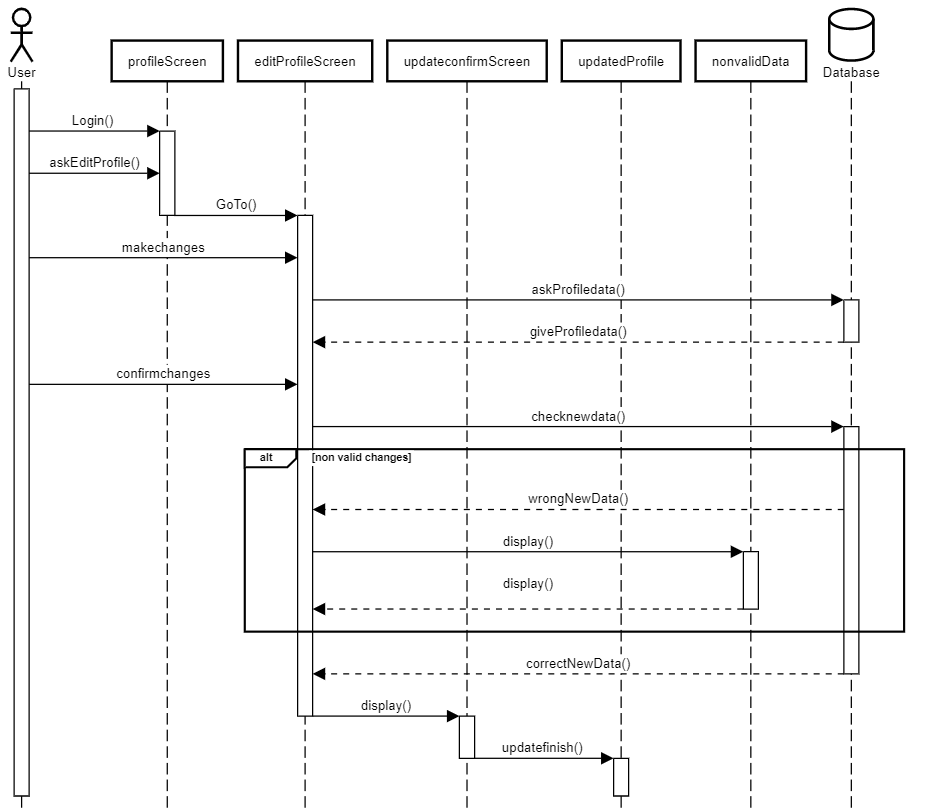 User
profileScreen
editProfileScreen
updateconfirmScreen
updatedProfile
nonvalidData
Database
Login()
askEditProfile()
GoTo()
makechanges
askProfiledata()
giveProfiledata()
confirmchanges
checknewdata()
alt
[non valid changes]
wrongNewData()
display()
display()
correctNewData()
display()
updatefinish()